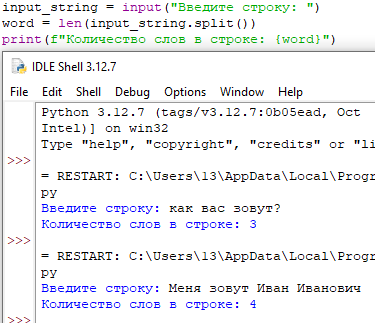 input_string = input("Введите строку: ")
word = len(input_string.split())
print(f"Количество слов в строке: {word}")
IDLE Shell 3.12.7
File Edit Shell Debug Options Window Help
Python 3.12.7 (tags/v3.12.7:0b05ead, Oct
Intel)] on win32
Type "help", "copyright", "credits" or "li
>>>
= RESTART: C:\Users\13\AppData\Local\Progr
py
Введите строку: как вас зовут?
Количество слов в строке: 3
>>>
= RESTART: C:\Users\13\AppData\Local\Progr
py
Введите строку: Меня зовут Иван Иванович
Количество слов в строке: 4
>>>